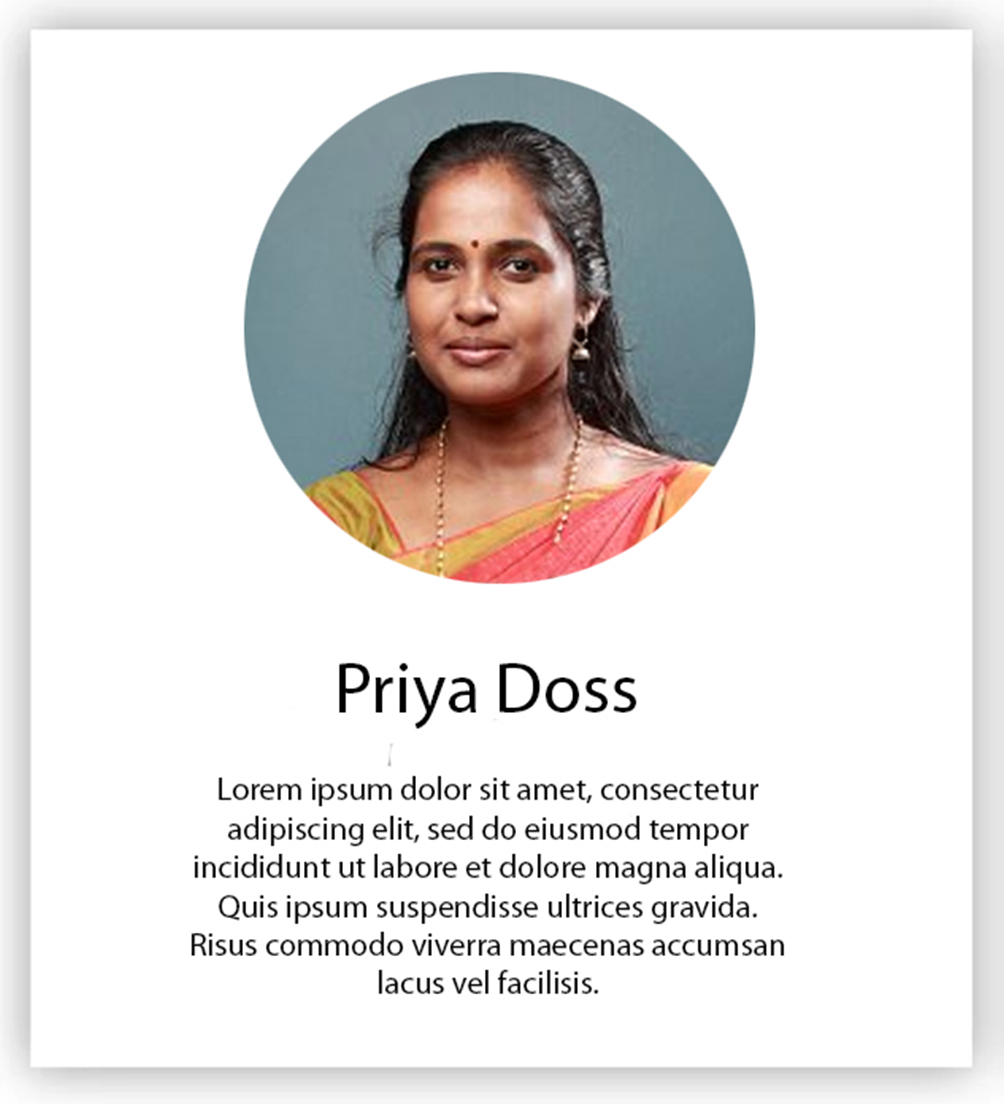 Priya Doss
Lorem ipsum dolor sit amet, consectetur
adipiscing elit, sed do eiusmod tempor
incididunt ut labore et dolore magna aliqua.
Quis ipsum suspendisse ultrices gravida.
Risus commodo viverra maecenas accumsan
lacus vel facilisis.